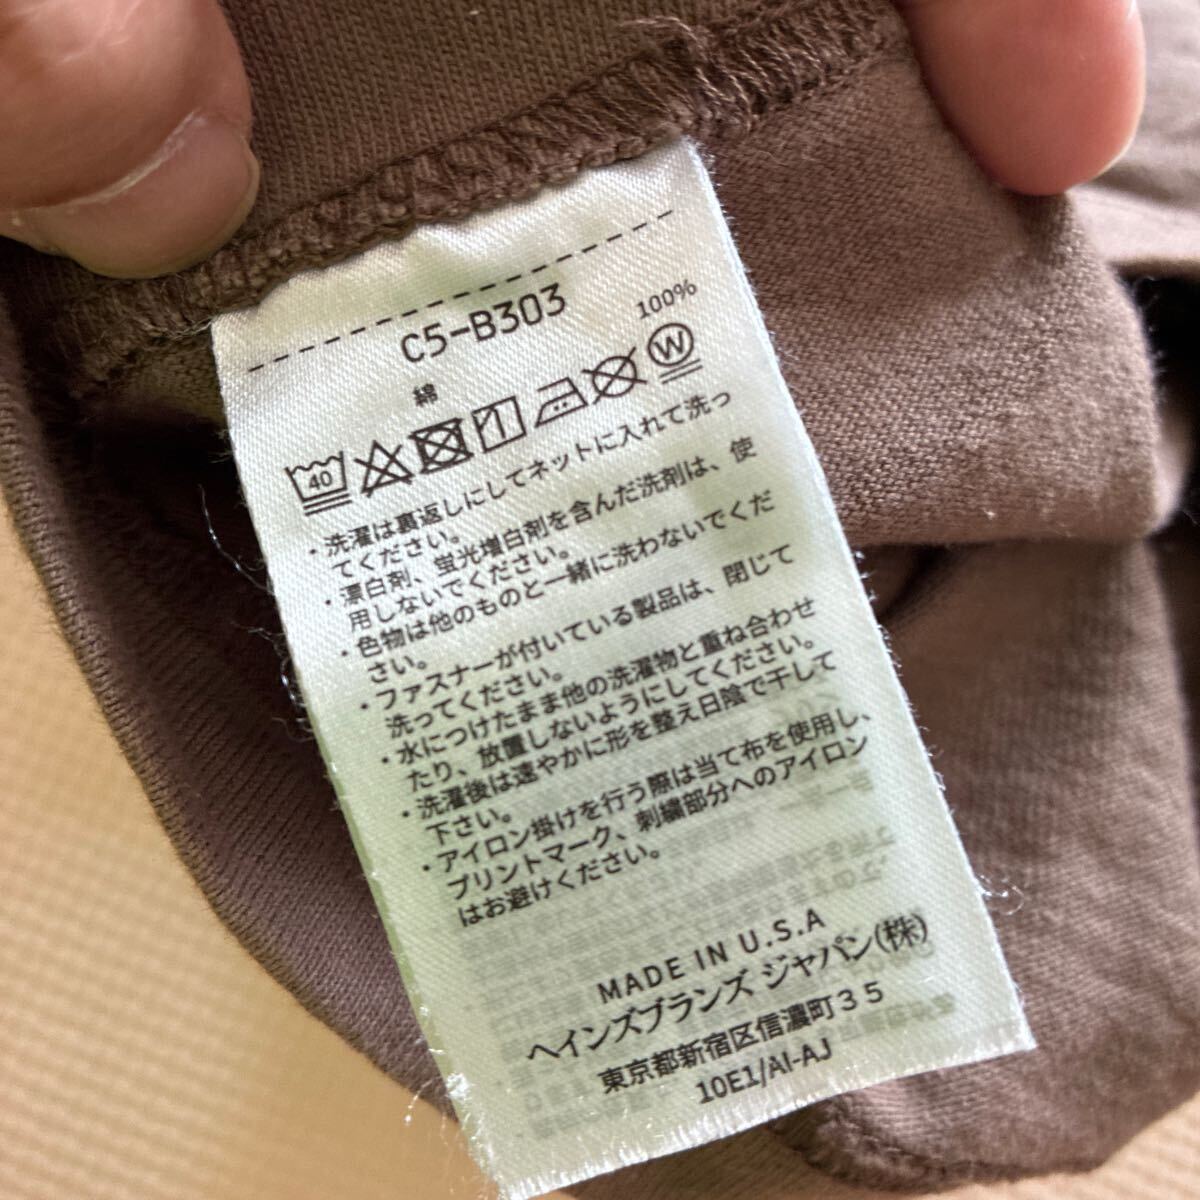 C5-B303
綿 100%
40 W
・洗濯は裏返しにしてネットに入れて洗っ
てください。
・漂白剤、蛍光増白剤を含んだ洗剤は、使
用しないでください。
・色物は他のものと一緒に洗わないでくだ
さい。
・ファスナーが付いている製品は、閉じて
洗ってください。
・水につけたまま他の洗濯物と重ね合わせ
たり、放置しないようにしてください。
・洗濯後は速やかに形を整え日陰で干して
下さい。
・アイロン掛けを行う際は当て布を使用し、
プリントマーク、刺繍部分へのアイロン
はお避けください。
MADE IN U.S.A
ヘインズブランズ ジャパン(株)
東京都新宿区信濃町35
10E1/AI-AJ